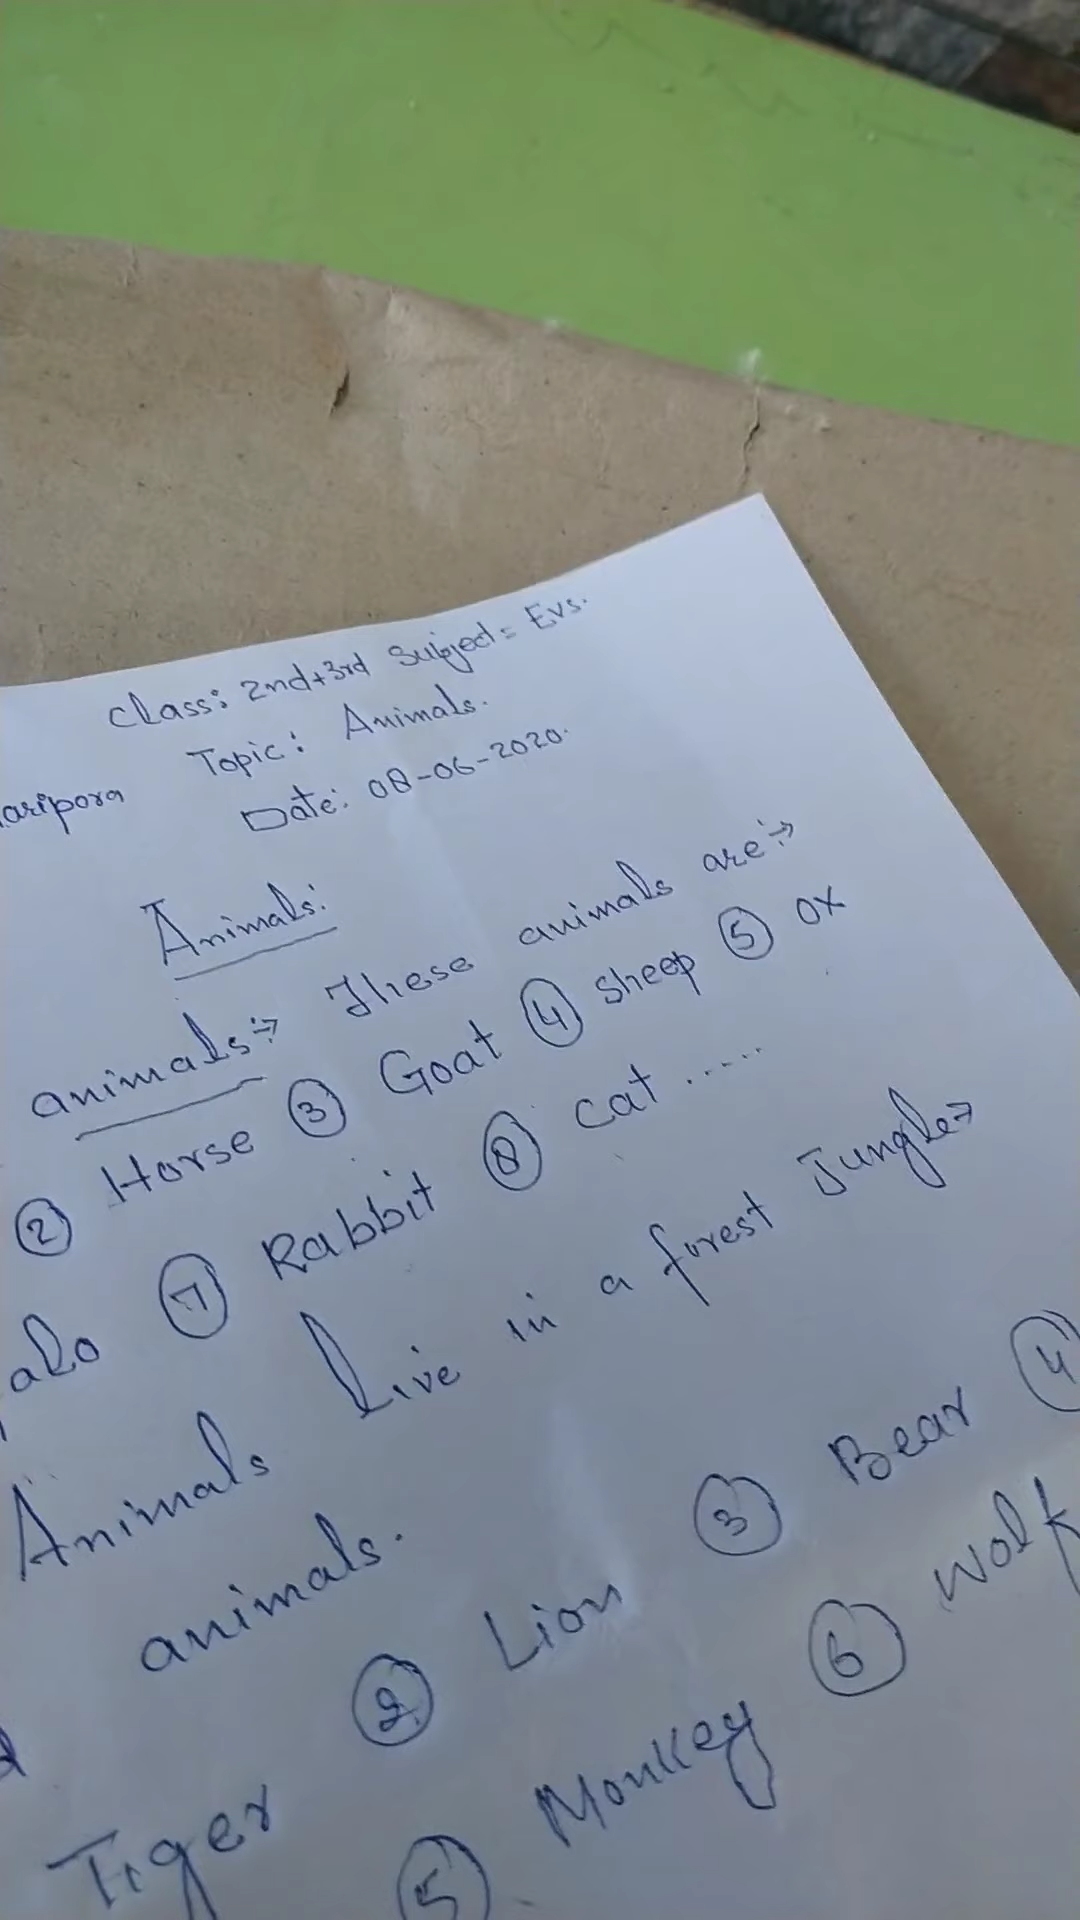 Class: 2nd+3rd Subject= Evs.
Topic: Animals.
Date: 08-06-2020.
Animals:
animals:→ These animals are:→
② Horse ③ Goat ④ sheep ⑤ ox
⑦ Rabbit ⑧ cat ......
Animals live in a forest Jungle→
animals.
Tiger ② Lion ③ Bear ④
⑤ Monkey ⑥ wolf